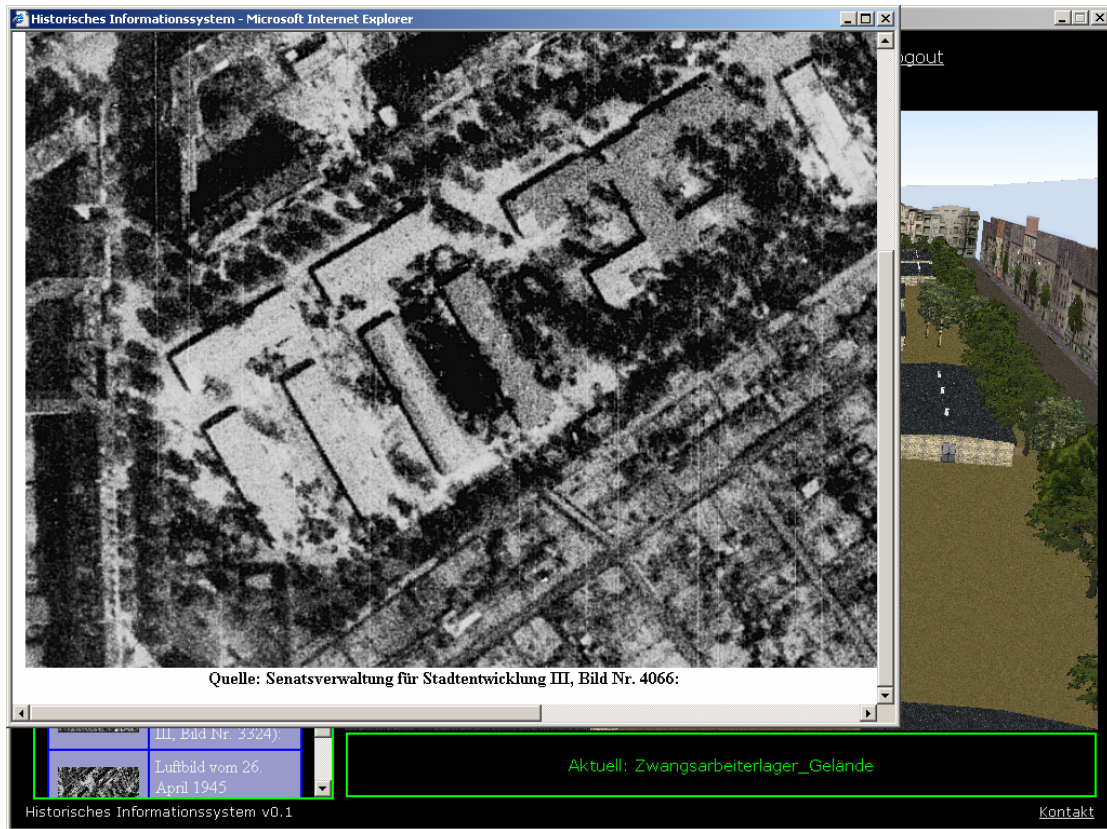 Historisches Informationssystem - Microsoft Internet Explorer
ogout
Quelle: Senatsverwaltung für Stadtentwicklung III, Bild Nr. 4066:
III, Bild Nr. 3324):
Luftbild vom 26.
April 1945
Aktuell: Zwangsarbeiterlager_Gelände
Historisches Informationssystem v0.1
Kontakt